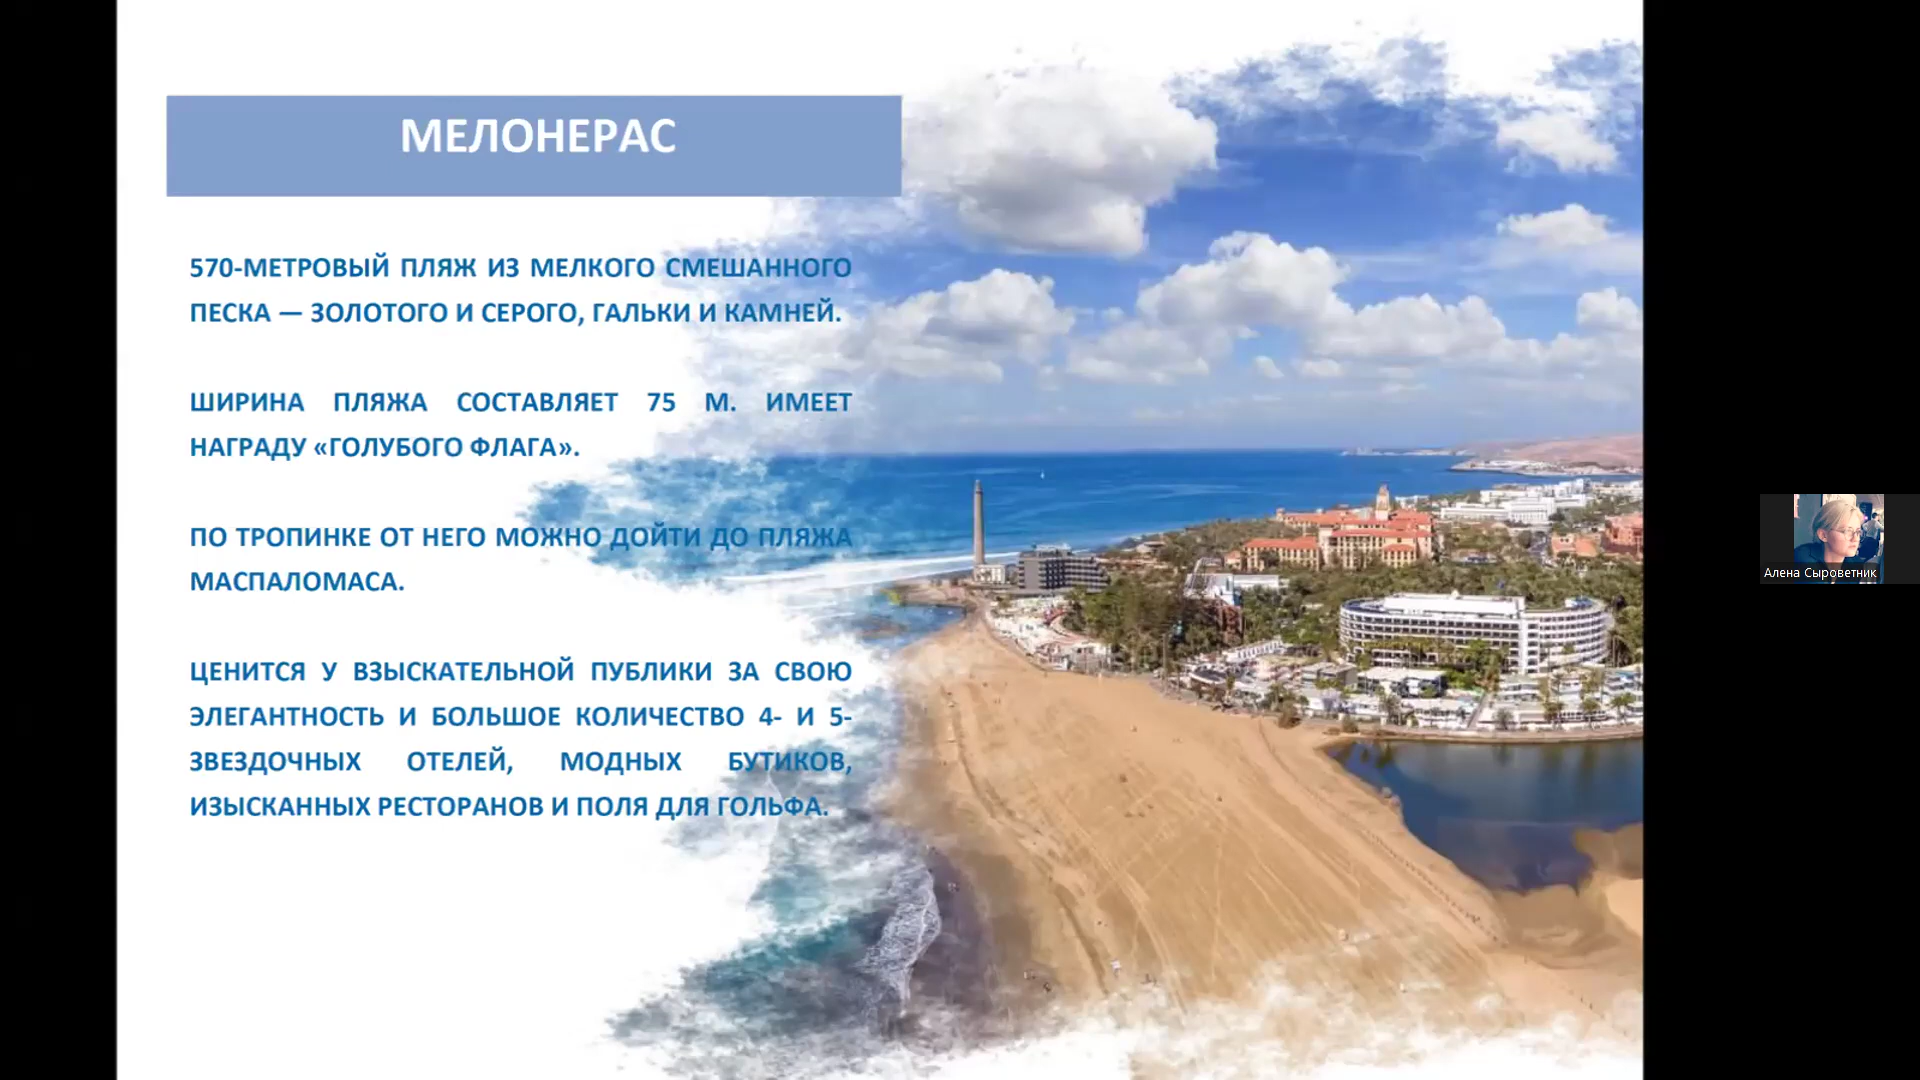 МЕЛОНЕРАС
570-МЕТРОВЫЙ ПЛЯЖ ИЗ МЕЛКОГО СМЕШАННОГО
ПЕСКА — ЗОЛОТОГО И СЕРОГО, ГАЛЬКИ И КАМНЕЙ.
ШИРИНА ПЛЯЖА СОСТАВЛЯЕТ 75 М. ИМЕЕТ
НАГРАДУ «ГОЛУБОГО ФЛАГА».
ПО ТРОПИНКЕ ОТ НЕГО МОЖНО ДОЙТИ ДО ПЛЯЖА
МАСПАЛОМАСА.
ЦЕНИТСЯ У ВЗЫСКАТЕЛЬНОЙ ПУБЛИКИ ЗА СВОЮ
ЭЛЕГАНТНОСТЬ И БОЛЬШОЕ КОЛИЧЕСТВО 4- И 5-
ЗВЕЗДОЧНЫХ ОТЕЛЕЙ, МОДНЫХ БУТИКОВ,
ИЗЫСКАННЫХ РЕСТОРАНОВ И ПОЛЯ ДЛЯ ГОЛЬФА.
Алена Сыроветник